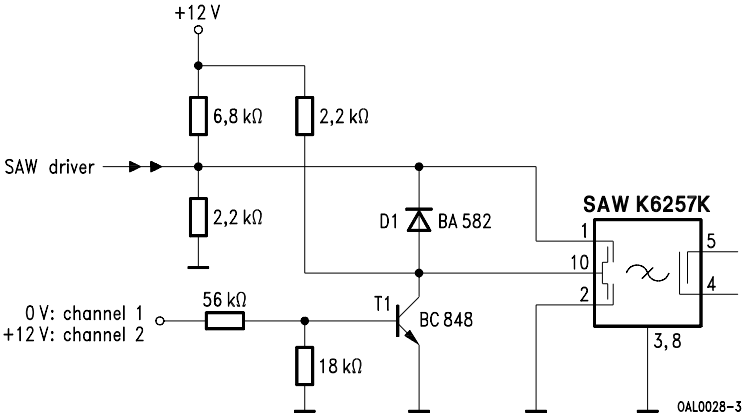 +12 V
6,8 kΩ
2,2 kΩ
SAW driver
2,2 kΩ
D1
BA 582
SAW K6257K
1
10
2
5
4
3,8
0 V: channel 1
+12 V: channel 2
56 kΩ
T1
BC 848
18 kΩ
OAL0028-3